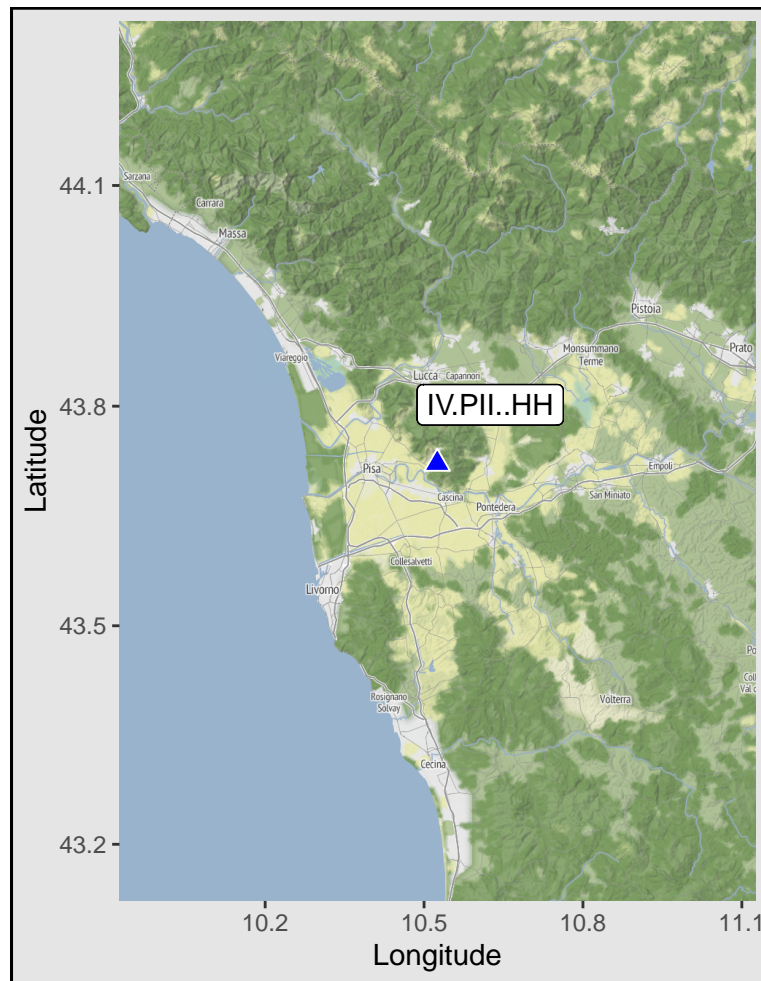 Sarzana
Carrara
Massa
44.1
Pistoia
Prato
Monsummano
Terme
Viareggio
Lucca
Capannori
43.8
IV.PII..HH
Pisa
Empoli
Cascina
San Miniato
Pontedera
Collesalvetti
Livorno
43.5
Volterra
Rosignano
Solvay
Cecina
43.2
Latitude
10.2
10.5
10.8
11.1
Longitude